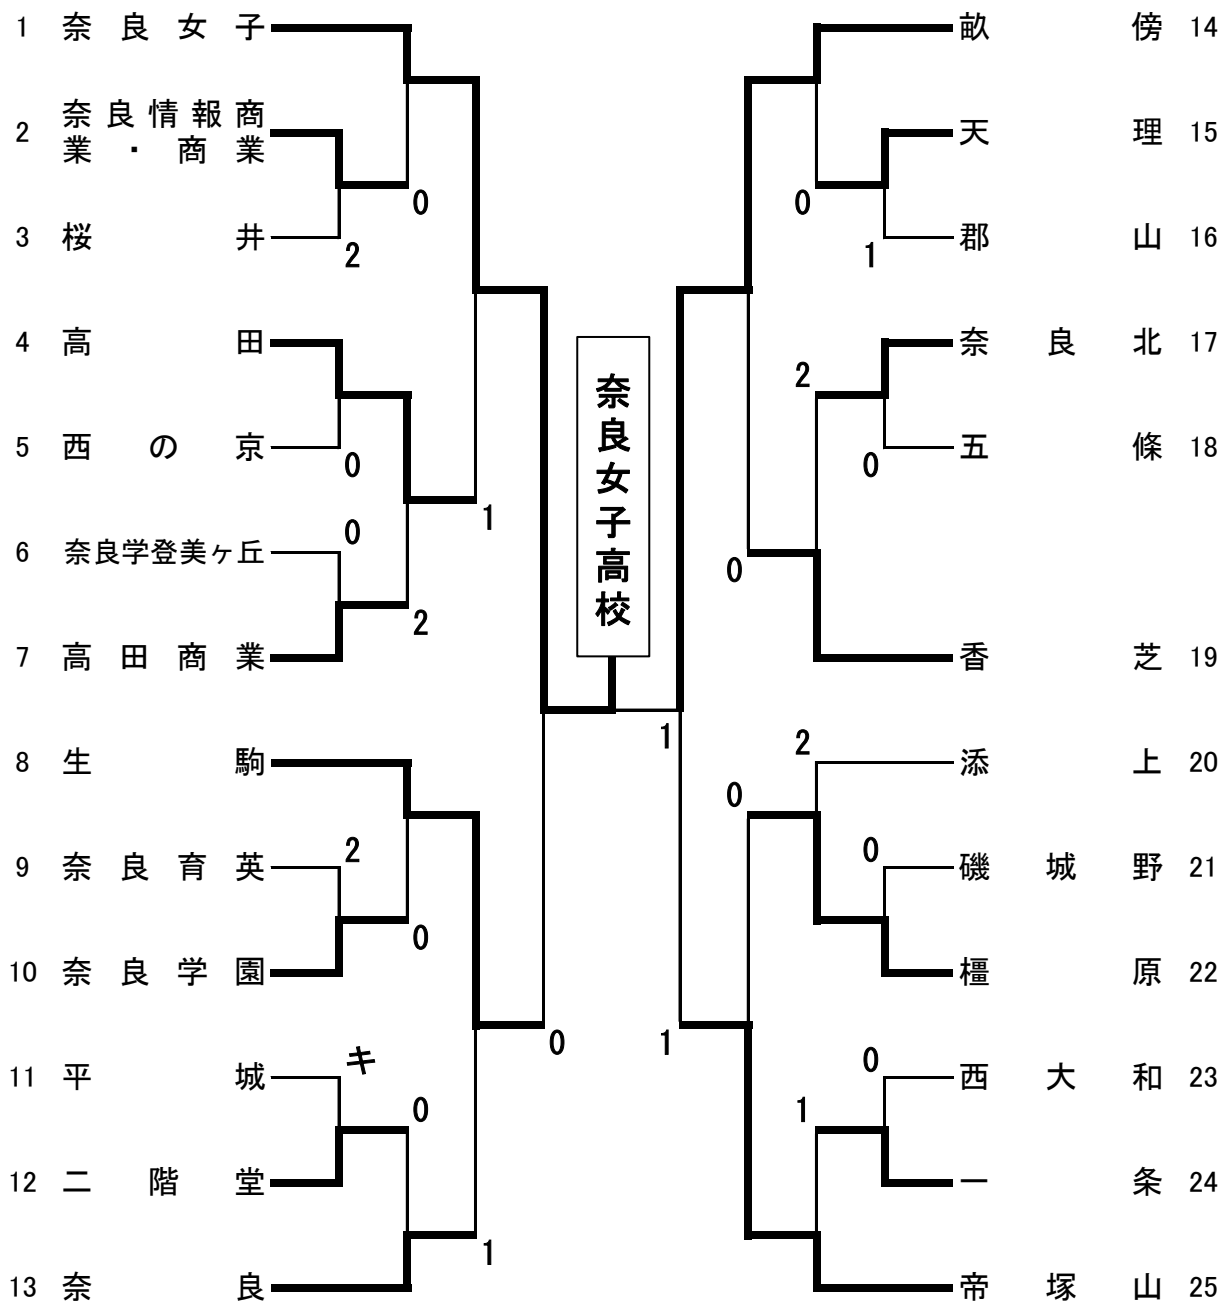 1 奈良女子
2 奈良情報商業・商業
0
3 桜井
2
4 高田
5 西の京
0
1
0
6 奈良学登美ヶ丘
2
7 高田商業
8 生駒
2
9 奈良育英
0
10 奈良学園
0
キ
11 平城
0
12 二階堂
1
13 奈良
奈良女子高校
畝傍 14
天理 15
0
郡山 16
1
奈良北 17
2
五條 18
0
0
香芝 19
1
2
添上 20
0
0
磯城野 21
橿原 22
1
0
西大和 23
1
一条 24
帝塚山 25